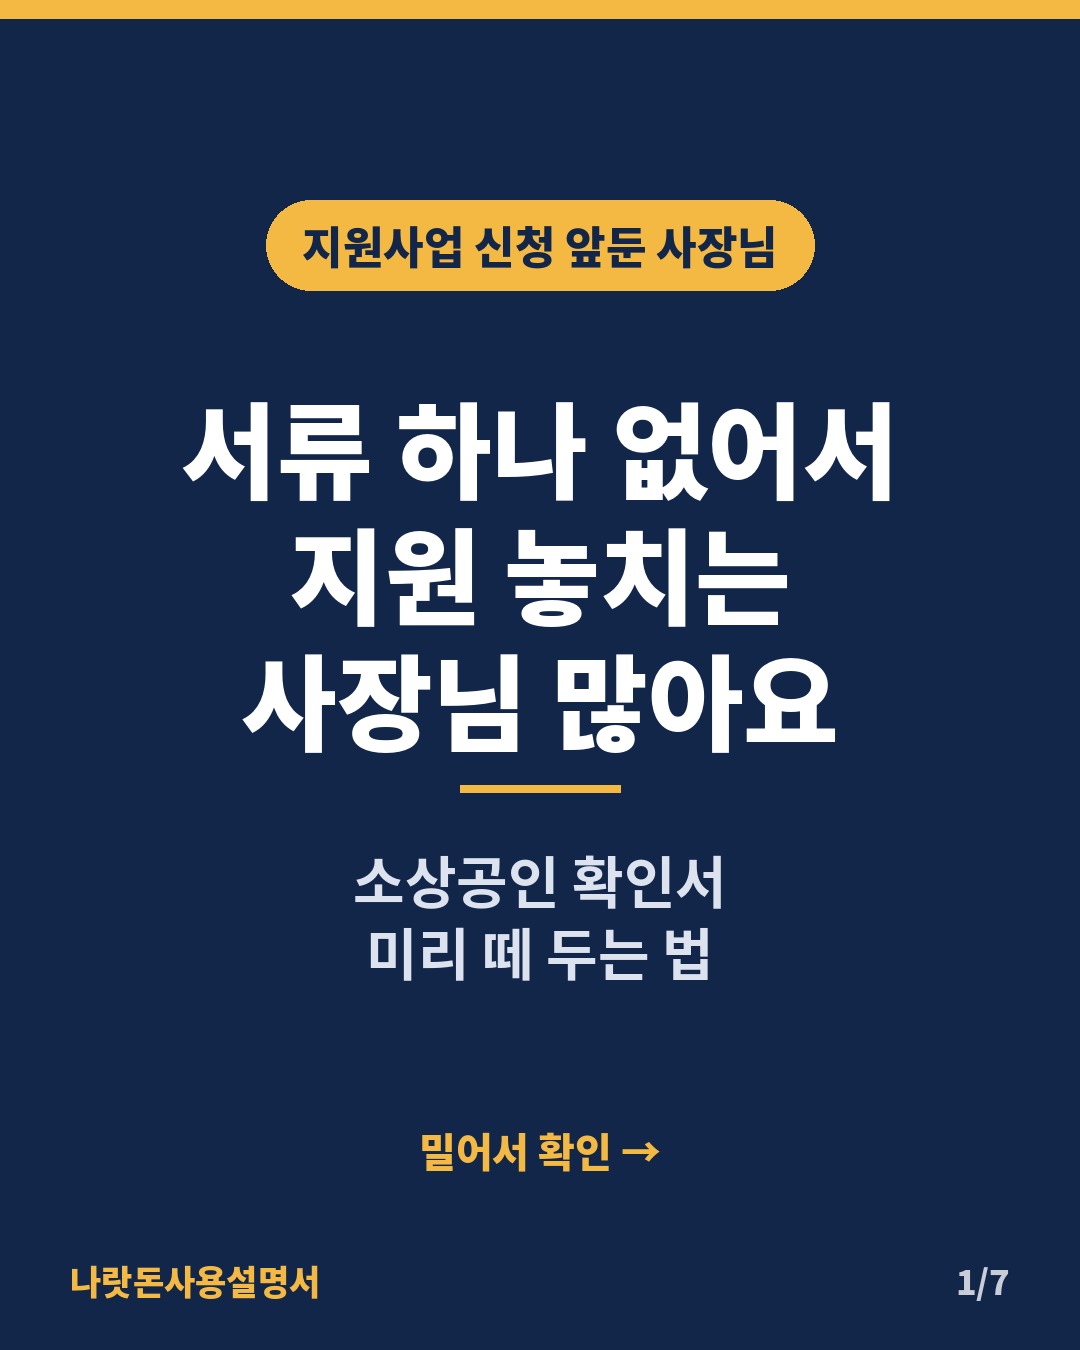 지원사업 신청 앞둔 사장님
서류 하나 없어서
지원 놓치는
사장님 많아요
소상공인 확인서
미리 떼 두는 법
밀어서 확인 →
나랏돈사용설명서
1/7